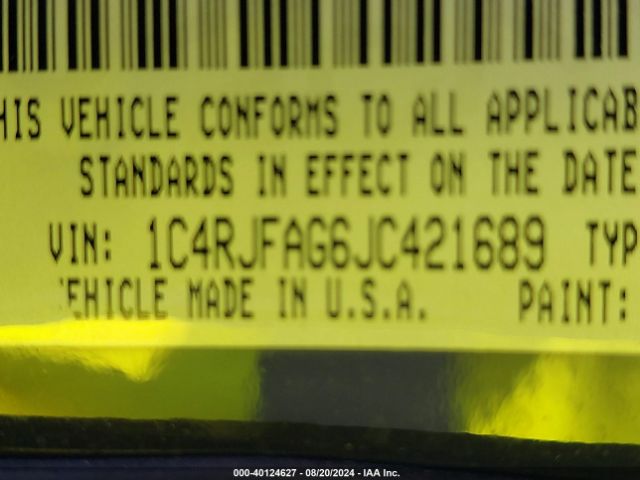 HIS VEHICLE CONFORMS TO ALL APPLICAB
STANDARDS IN EFFECT ON THE DATE
VIN: 1C4RJFAG6JC421689 TYP
EHICLE MADE IN U.S.A. PAINT:
000-40124627 - 08/20/2024 - IAA Inc.